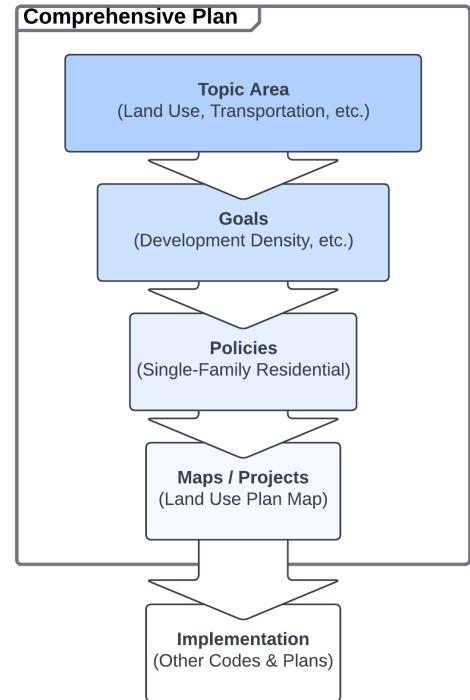 Comprehensive Plan
Topic Area
(Land Use, Transportation, etc.)
Goals
(Development Density, etc.)
Policies
(Single-Family Residential)
Maps / Projects
(Land Use Plan Map)
Implementation
(Other Codes & Plans)